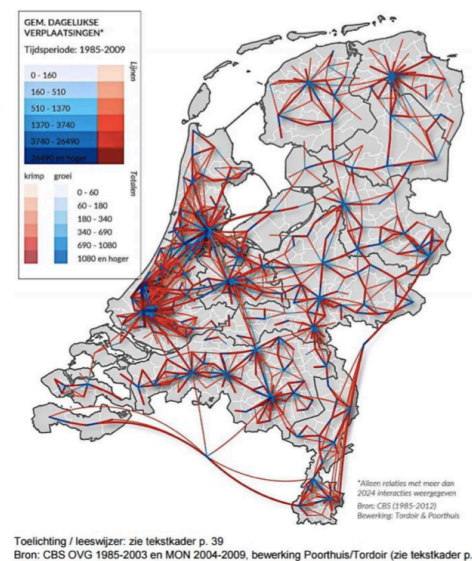 GEM. DAGELIJKSE
VERPLAATSINGEN*
Tijdsperiode: 1985-2009
Lijnen
0 - 160
160 - 510
510 - 1370
1370 - 3740
3740 - 26490
26490 en hoger
Totalen
krimp groei
0 - 60
60 - 180
180 - 340
340 - 690
690 - 1080
1080 en hoger
*Alleen relaties met meer dan
2024 interacties weergegeven
Bron: CBS (1985-2012)
Bewerking: Tordoir & Poorthuis
Toelichting / leeswijzer: zie tekstkader p. 39
Bron: CBS OVG 1985-2003 en MON 2004-2009, bewerking Poorthuis/Tordoir (zie tekstkader p.